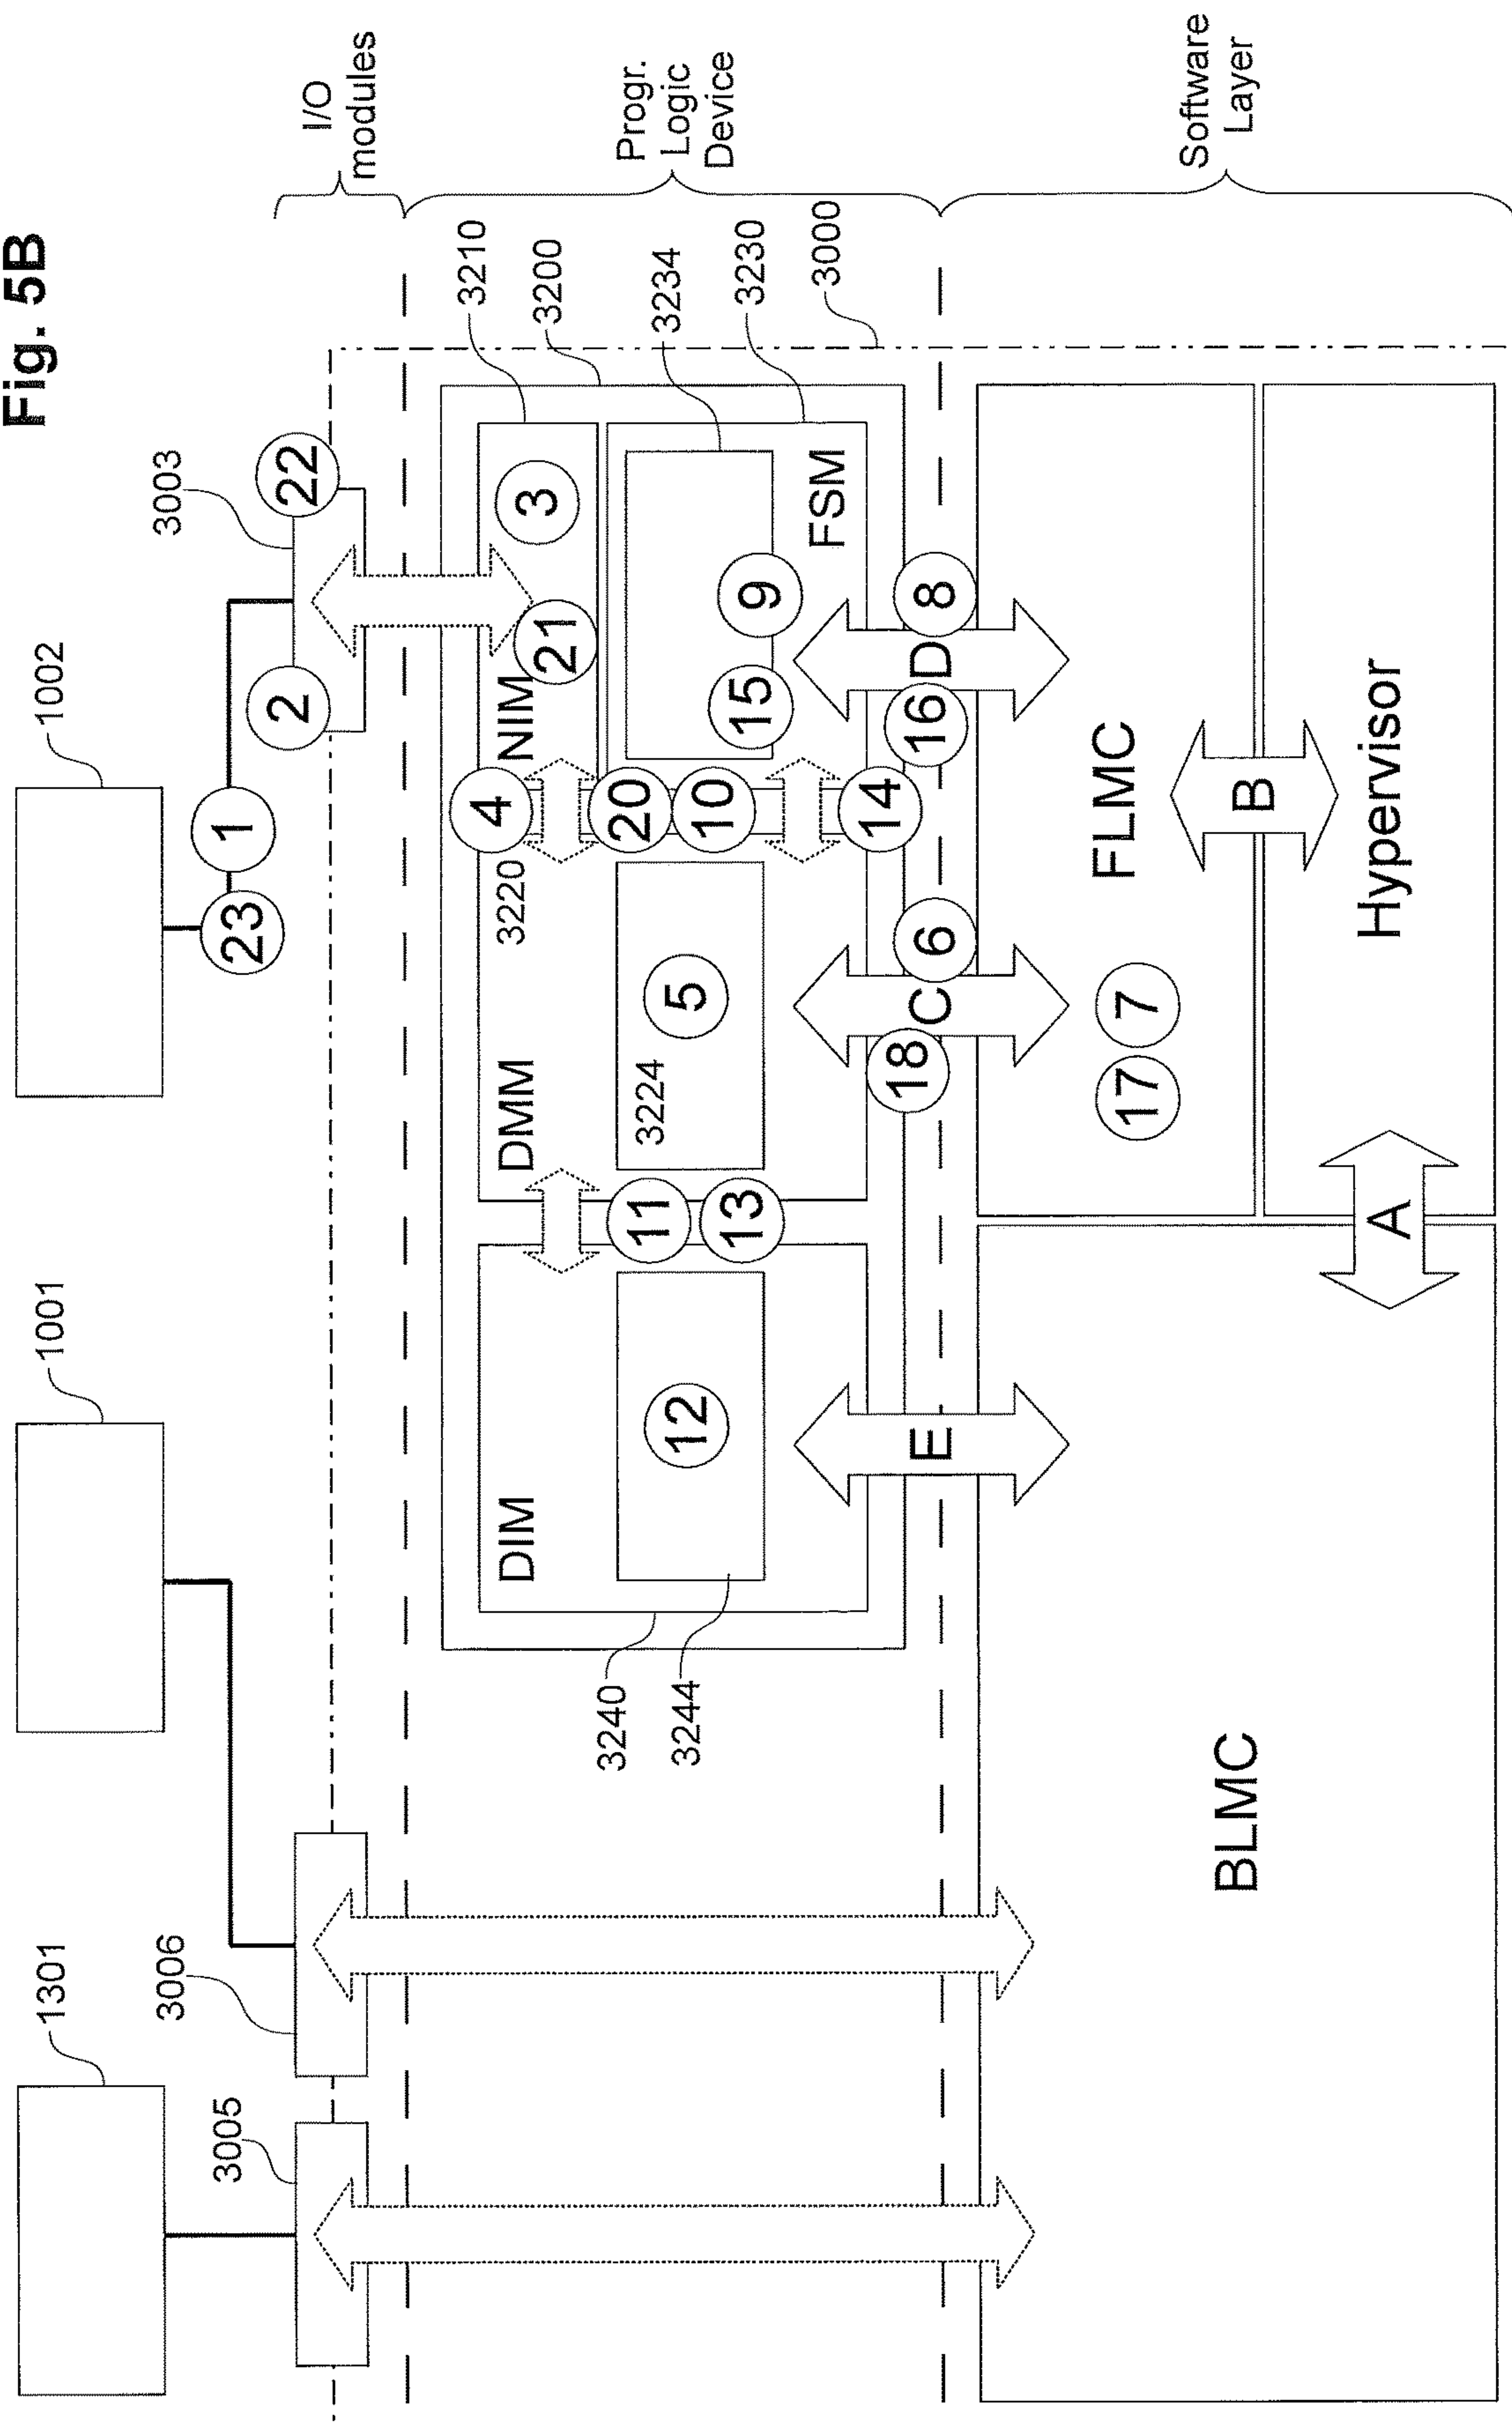 Fig. 5B
I/O
modules
Progr.
Logic
Device
Software
Layer
1301
1001
1002
3005
3006
3003
23
1
2
22
3210
3200
3234
3230
3000
3240
3244
DIM
12
DMM
3220
3224
5
11
13
4
20
10
14
NIM
21
3
15
9
FSM
E
18
C
6
16
D
8
BLMC
17
7
FLMC
B
A
Hypervisor